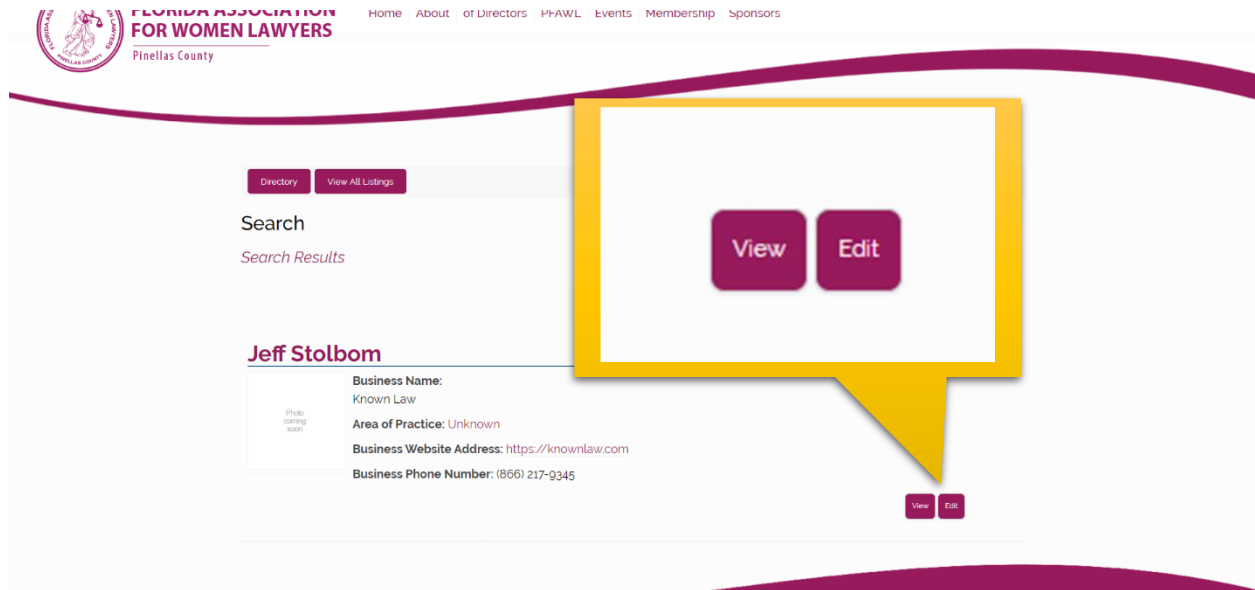 FLORIDA ASSOCIATION
FOR WOMEN LAWYERS
Pinellas County
Home About of Directors PFAWL Events Membership Sponsors
Directory View All Listings
Search
Search Results
View Edit
Jeff Stolbom
Photo
coming
soon
Business Name:
Known Law
Area of Practice: Unknown
Business Website Address: https://knownlaw.com
Business Phone Number: (866) 217-9345
View Edit